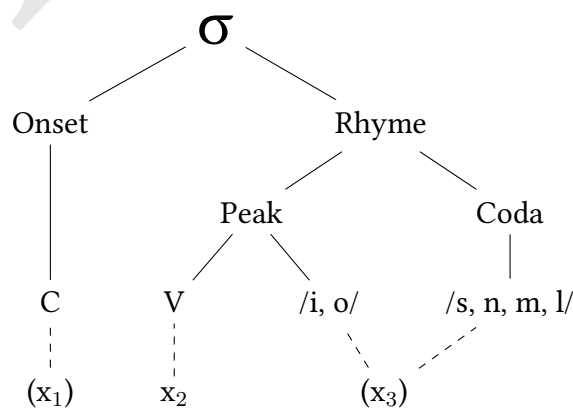 σ
Onset Rhyme
Peak Coda
C V /i, o/ /s, n, m, l/
(x₁) x₂ (x₃)